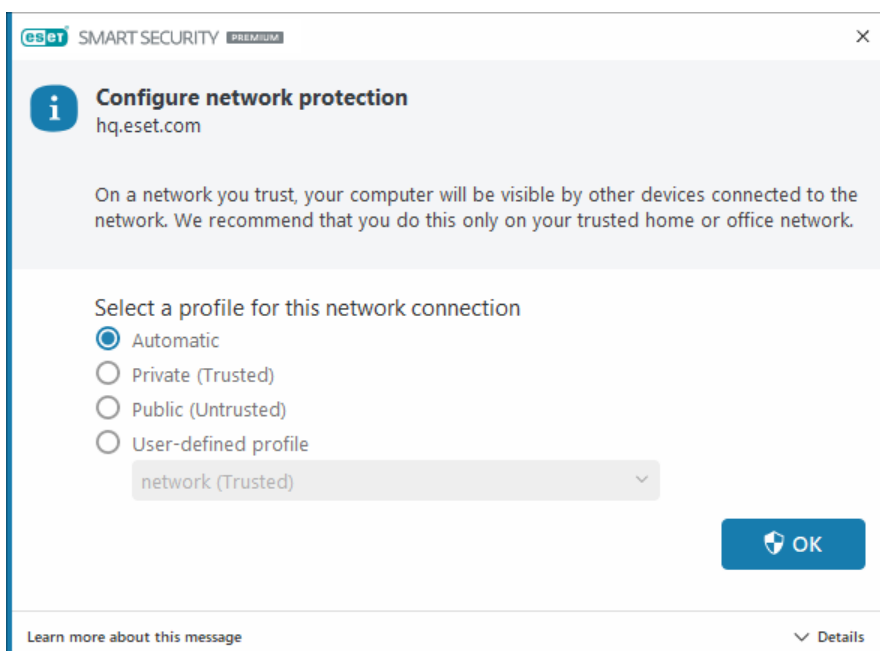 eset SMART SECURITY PREMIUM
Configure network protection
hq.eset.com
On a network you trust, your computer will be visible by other devices connected to the
network. We recommend that you do this only on your trusted home or office network.
Select a profile for this network connection
Automatic
Private (Trusted)
Public (Untrusted)
User-defined profile
network (Trusted)
OK
Learn more about this message
Details